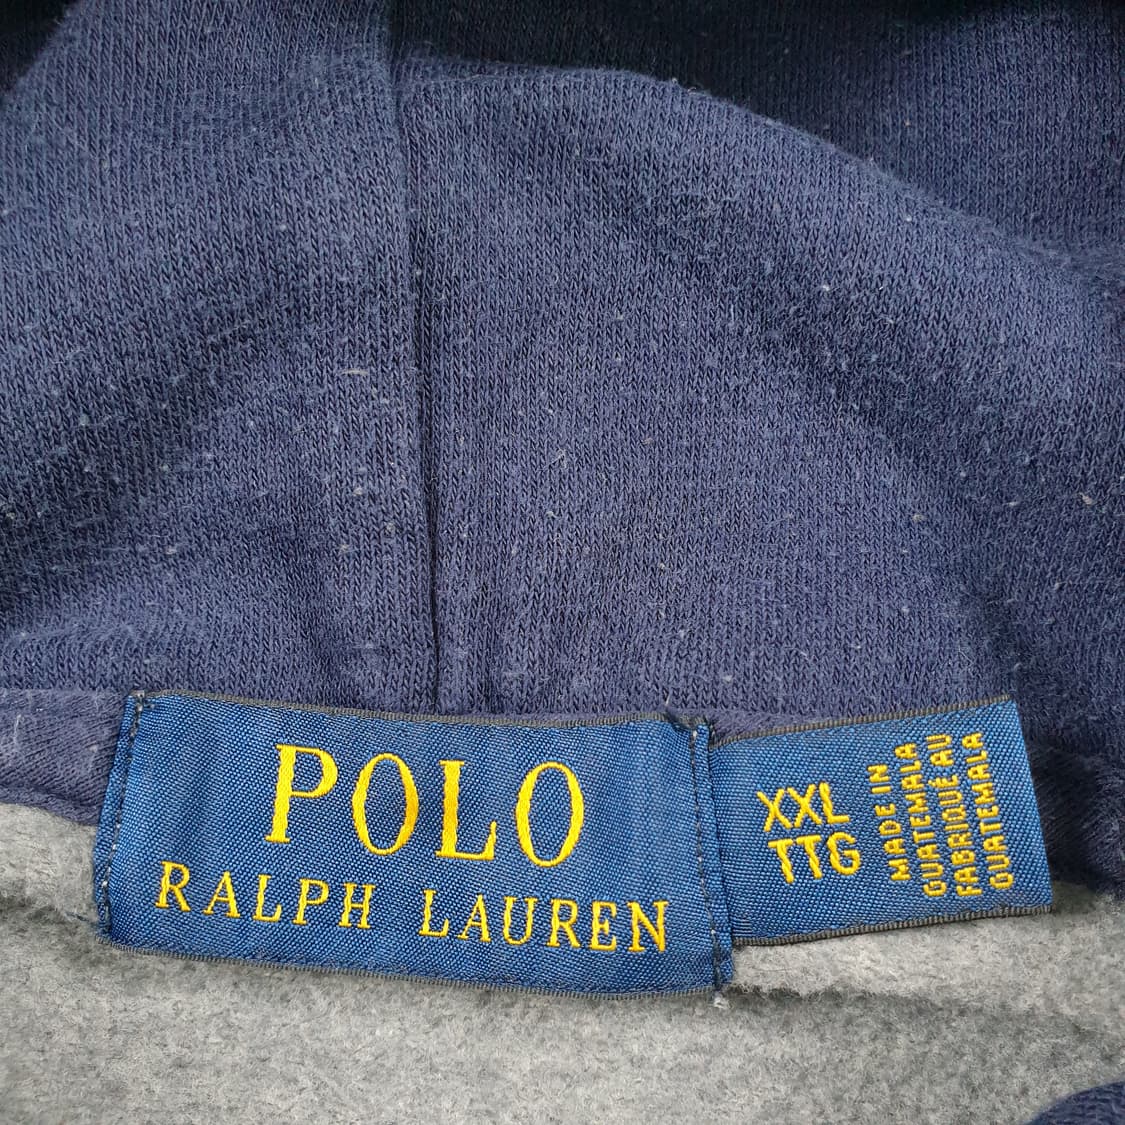 POLO
RALPH LAUREN
XXL
TTG
MADE IN
GUATEMALA
FABRIQUÉ AU
GUATEMALA